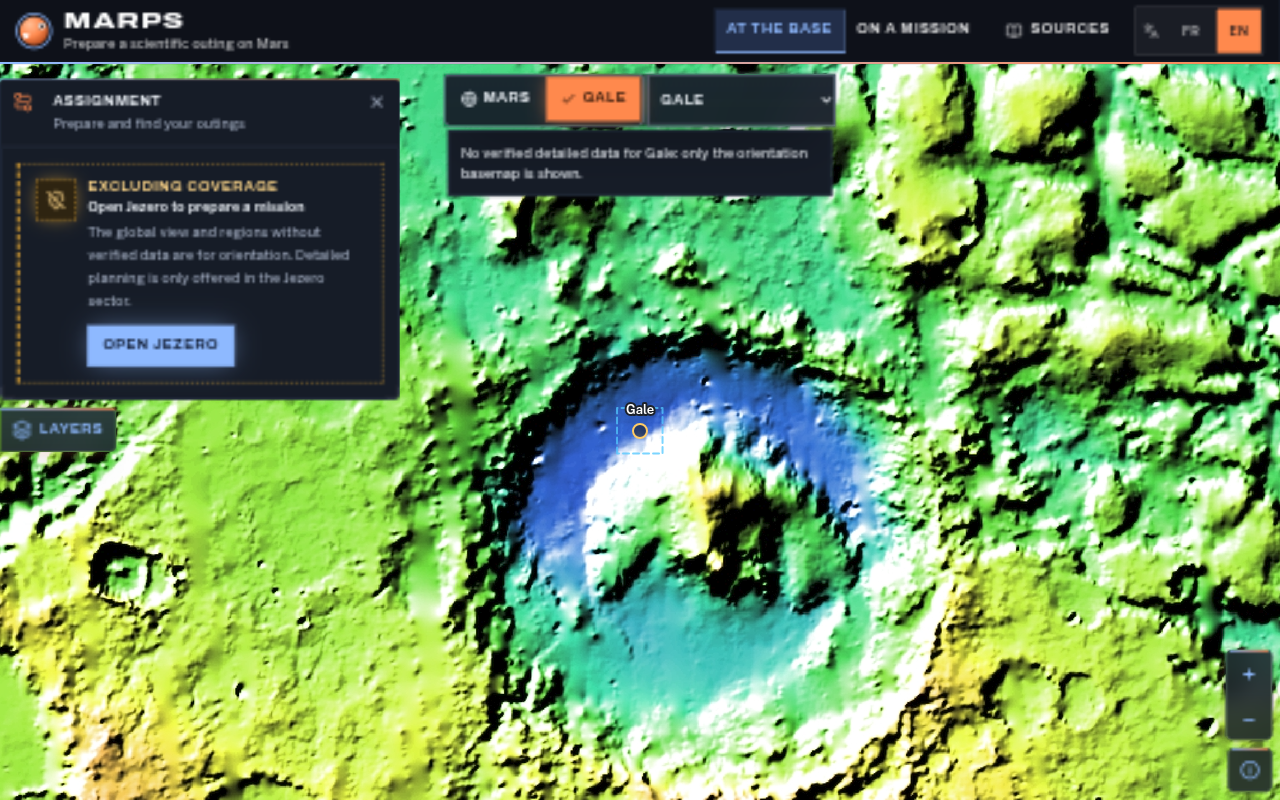 MARPS
Prepare a scientific outing on Mars
AT THE BASE
ON A MISSION
SOURCES
FR
EN
ASSIGNMENT
Prepare and find your outings
MARS
GALE
GALE
No verified detailed data for Gale: only the orientation
basemap is shown.
EXCLUDING COVERAGE
Open Jezero to prepare a mission
The global view and regions without
verified data are for orientation. Detailed
planning is only offered in the Jezero
sector.
OPEN JEZERO
LAYERS
Gale